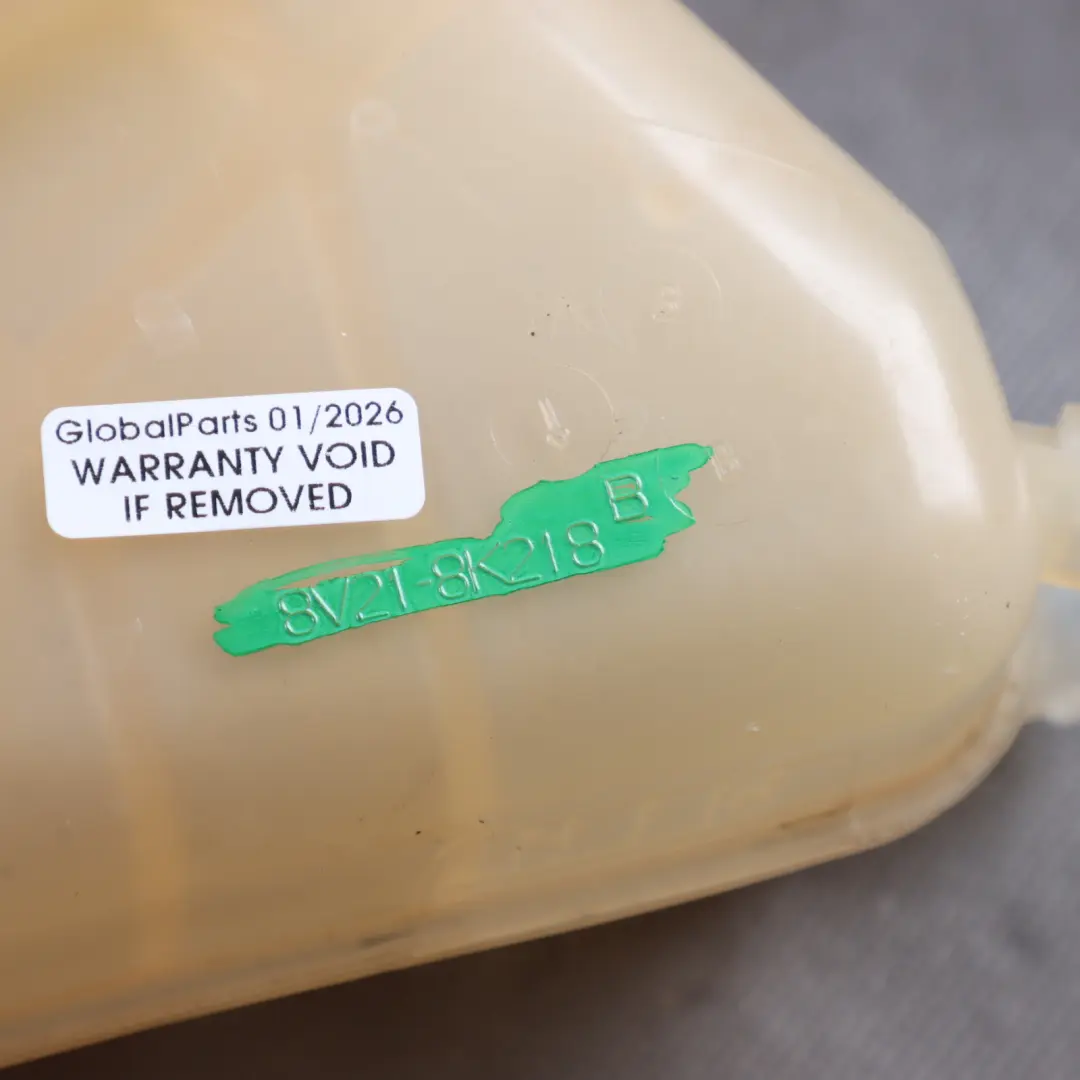 GlobalParts 01/2026
WARRANTY VOID
IF REMOVED
8V21-8K218 B